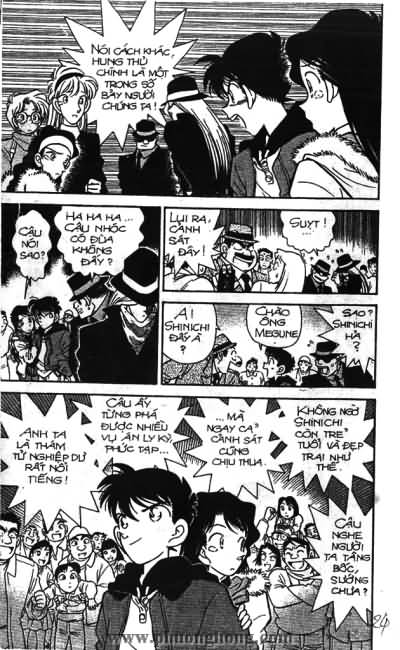 NÓI CÁCH KHÁC,
HUNG THỦ
CHÍNH LÀ MỘT
TRONG SỐ
BẢY NGƯỜI
CHÚNG TA!
CẬU
NÓI
SAO?
HA HA HA...
CẬU NHÓC
CÓ ĐÙA
KHÔNG
ĐẤY?
LUI RA,
CẢNH
SÁT
ĐÂY!
SUYT!
...
A!
SHINICHI
ĐẤY À
?
CHÀO
ÔNG
MEGUNE
SAO?
SHINICHI
HẢ
?
ANH TA
LÀ THÁM
TỬ NGHIỆP DƯ
RẤT NỔI
TIẾNG!
CẬU ẤY
TỪNG PHÁ
ĐƯỢC NHIỀU
VỤ ÁN LY KỲ,
PHỨC TẠP...
...MÀ
NGAY CẢ
CẢNH SÁT
CŨNG
CHỊU THUA.
KHÔNG NGỜ
SHINICHI
CÒN TRẺ
TUỔI VÀ ĐẸP
TRAI NHƯ
THẾ.
CẬU
NGHE
NGƯỜI
TA TÂNG
BỐC,
SƯỚNG
CHƯA?
24